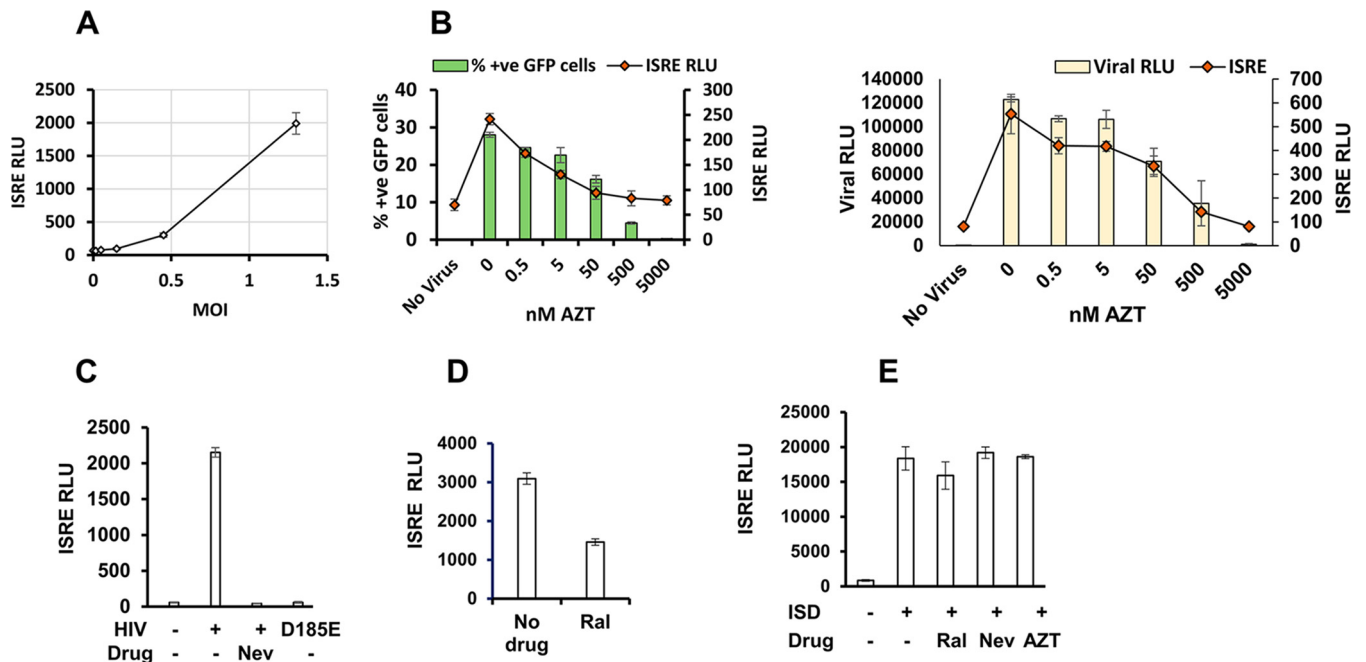 A
ISRE RLU
2500
2000
1500
1000
500
0
0 0.5 1 1.5
MOI
B
% +ve GFP cells ISRE RLU
% +ve GFP cells
40
30
20
10
0
300
250
200
150
100
50
0
ISRE RLU
No Virus 0 0.5 5 50 500 5000
nM AZT
Viral RLU ISRE
Viral RLU
140000
120000
100000
80000
60000
40000
20000
0
700
600
500
400
300
200
100
0
ISRE RLU
No Virus 0 0.5 5 50 500 5000
nM AZT
C
ISRE RLU
2500
2000
1500
1000
500
0
HIV - + + D185E
Drug - - Nev -
D
ISRE RLU
4000
3000
2000
1000
0
No Ral
drug
E
ISRE RLU
25000
20000
15000
10000
5000
0
ISD - + + + +
Drug - - Ral Nev AZT